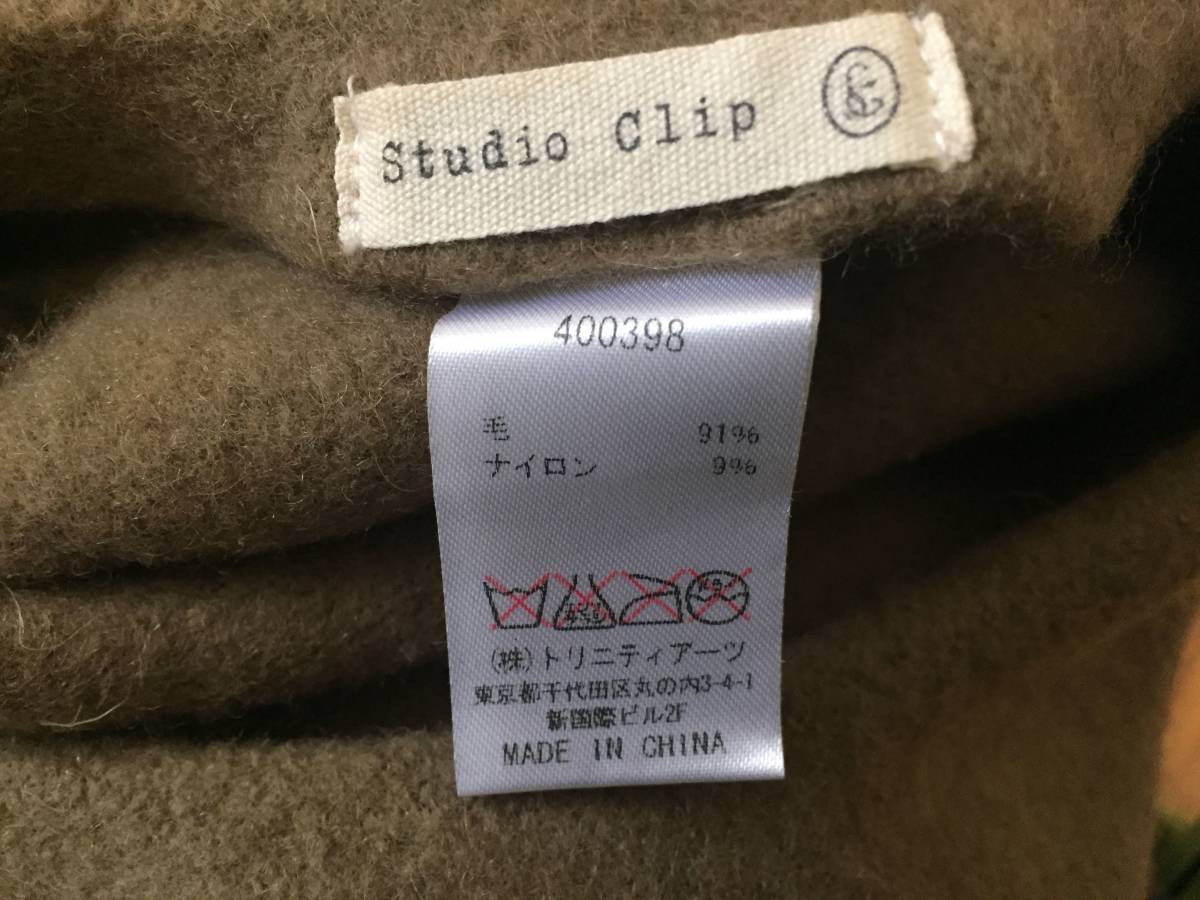 Studio Clip
400398
毛 91%
ナイロン 9%
(株)トリニティアーツ
東京都千代田区丸の内3-4-1
新国際ビル2F
MADE IN CHINA